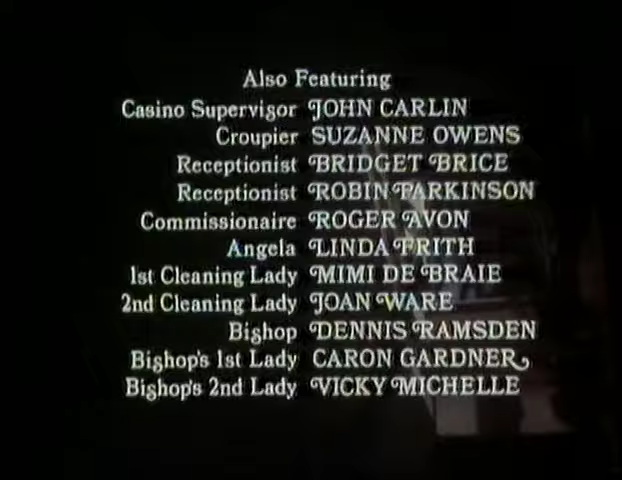 Also Featuring
Casino Supervisor JOHN CARLIN
Croupier SUZANNE OWENS
Receptionist BRIDGET BRICE
Receptionist ROBIN PARKINSON
Commissionaire ROGER AVON
Angela LINDA FRITH
1st Cleaning Lady MIMI DE BRAIE
2nd Cleaning Lady JOAN WARE
Bishop DENNIS RAMSDEN
Bishop's 1st Lady CARON GARDNER
Bishop's 2nd Lady VICKY MICHELLE